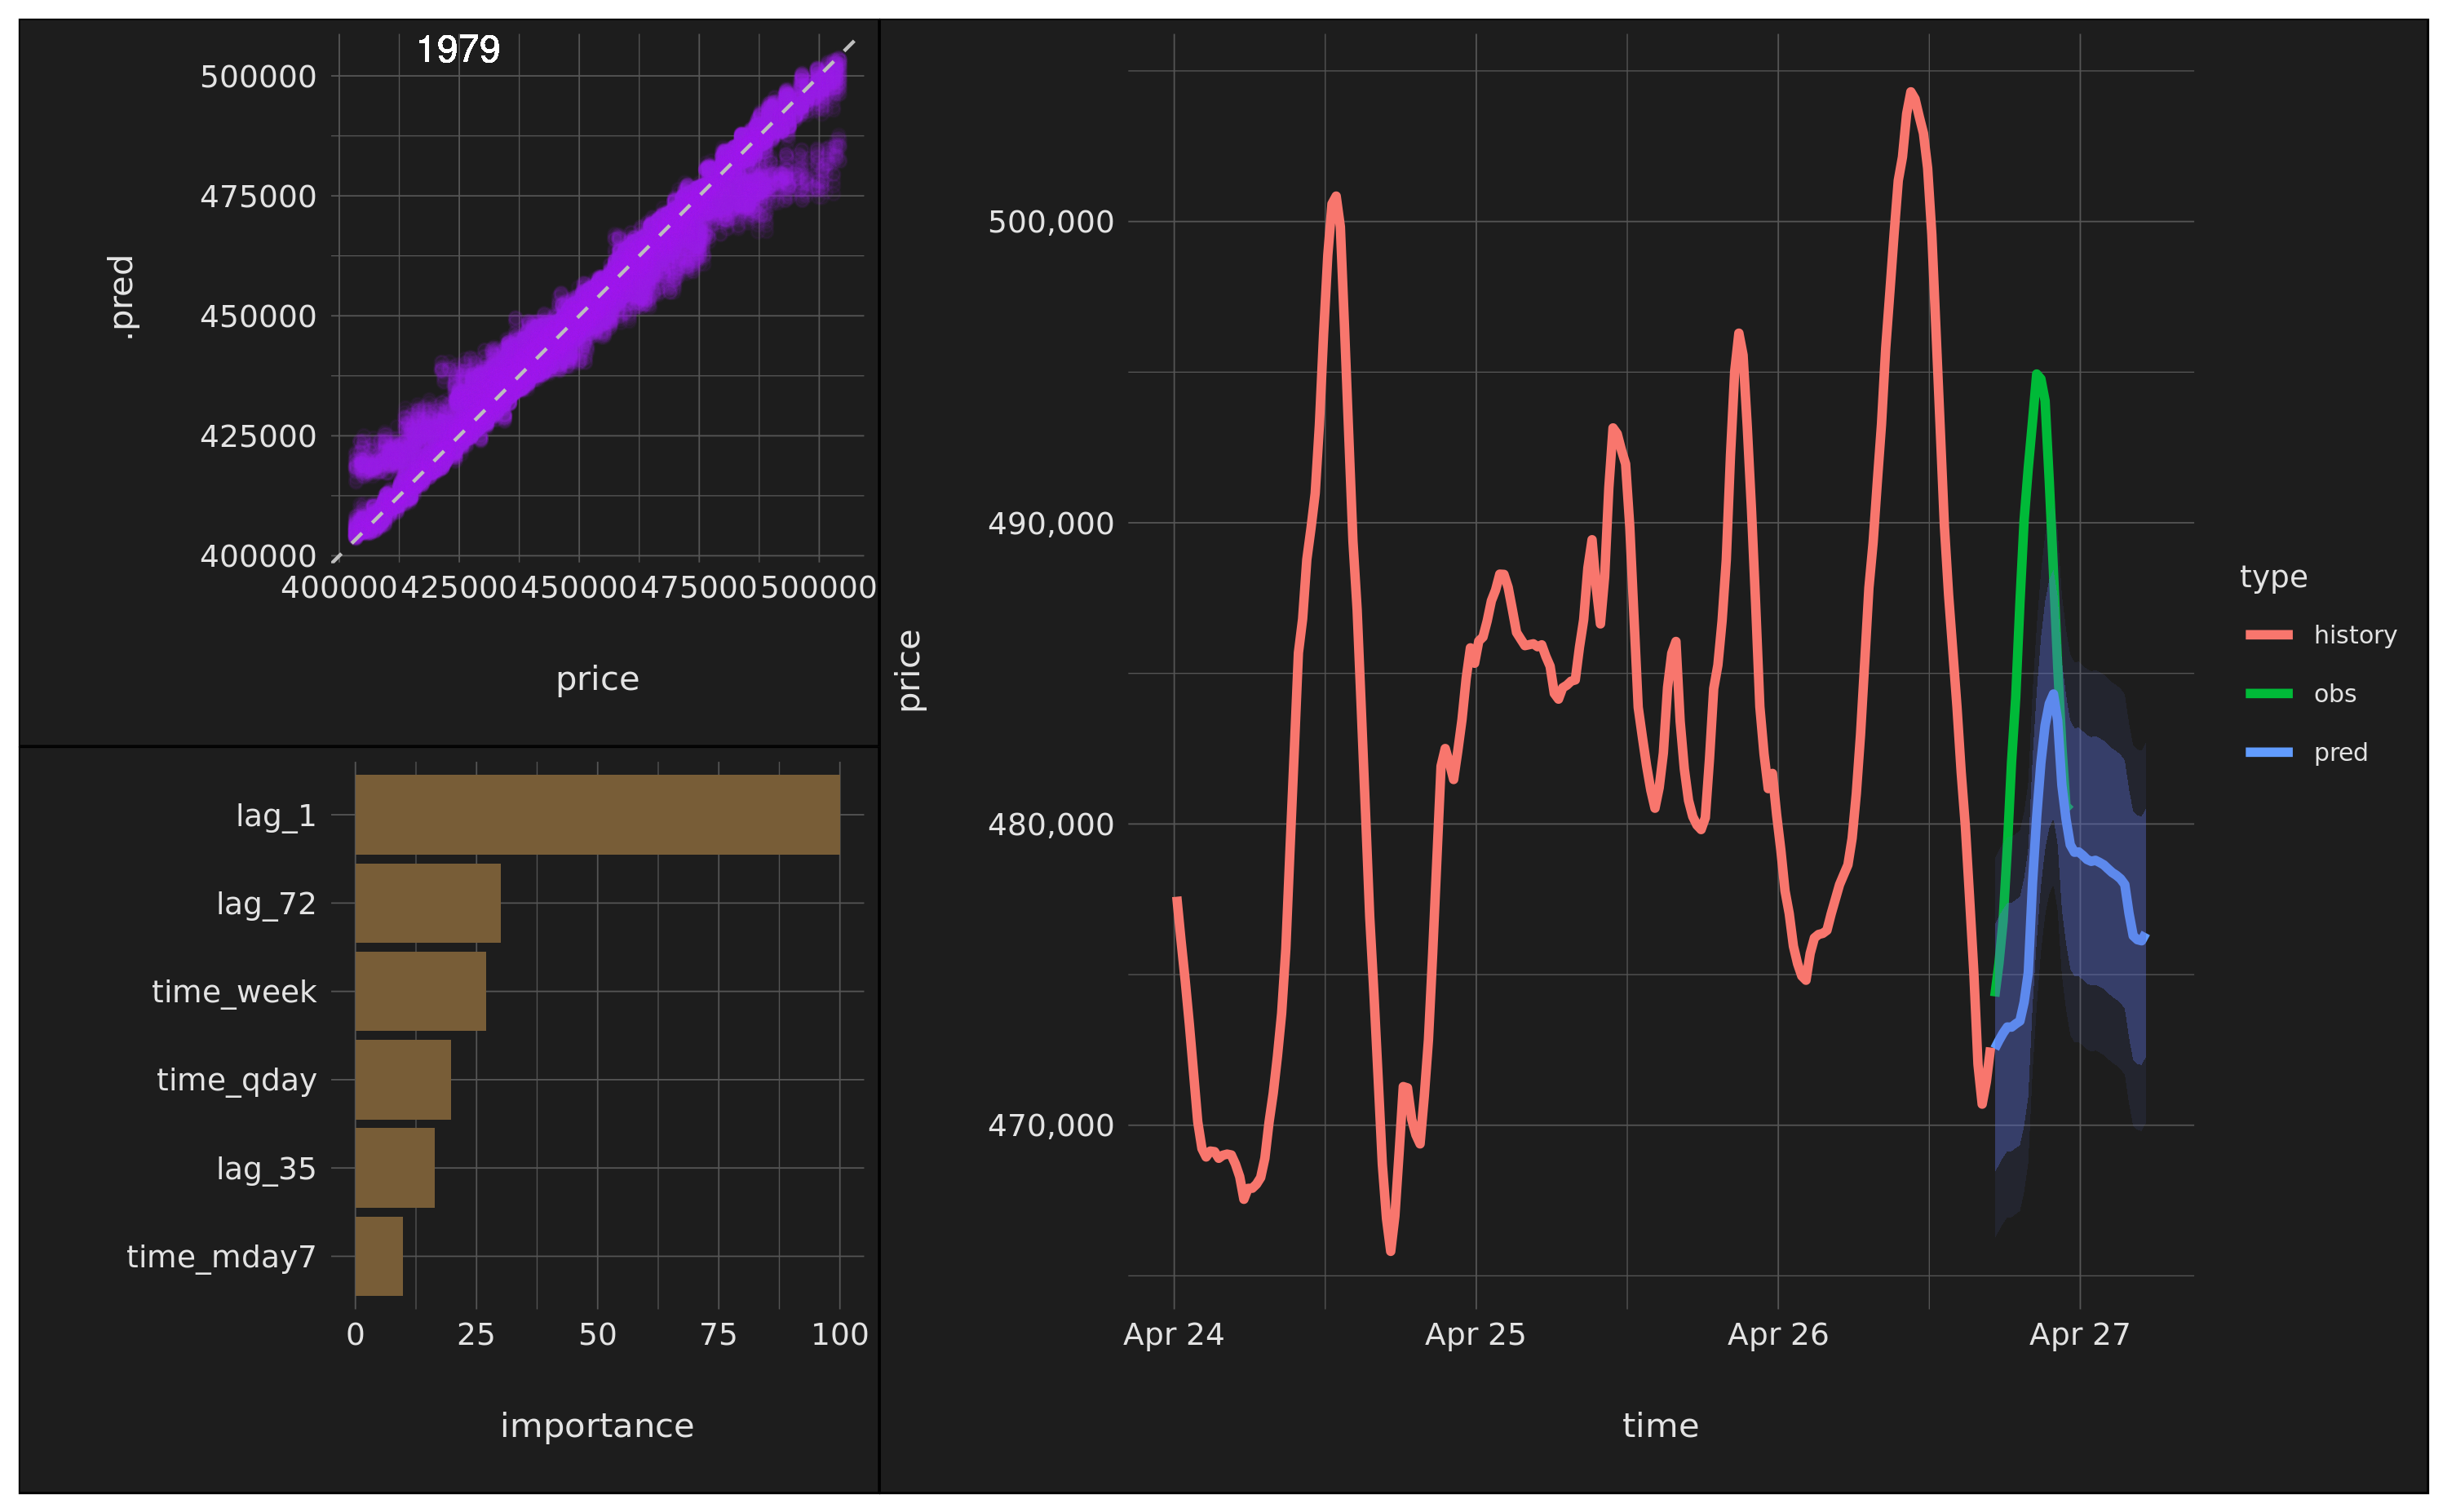 1979
500000
475000
450000
425000
400000
.pred
400000 425000 450000 475000 500000
price
lag_1
lag_72
time_week
time_qday
lag_35
time_mday7
0 25 50 75 100
importance
500,000
490,000
480,000
470,000
price
Apr 24 Apr 25 Apr 26 Apr 27
time
type
history
obs
pred